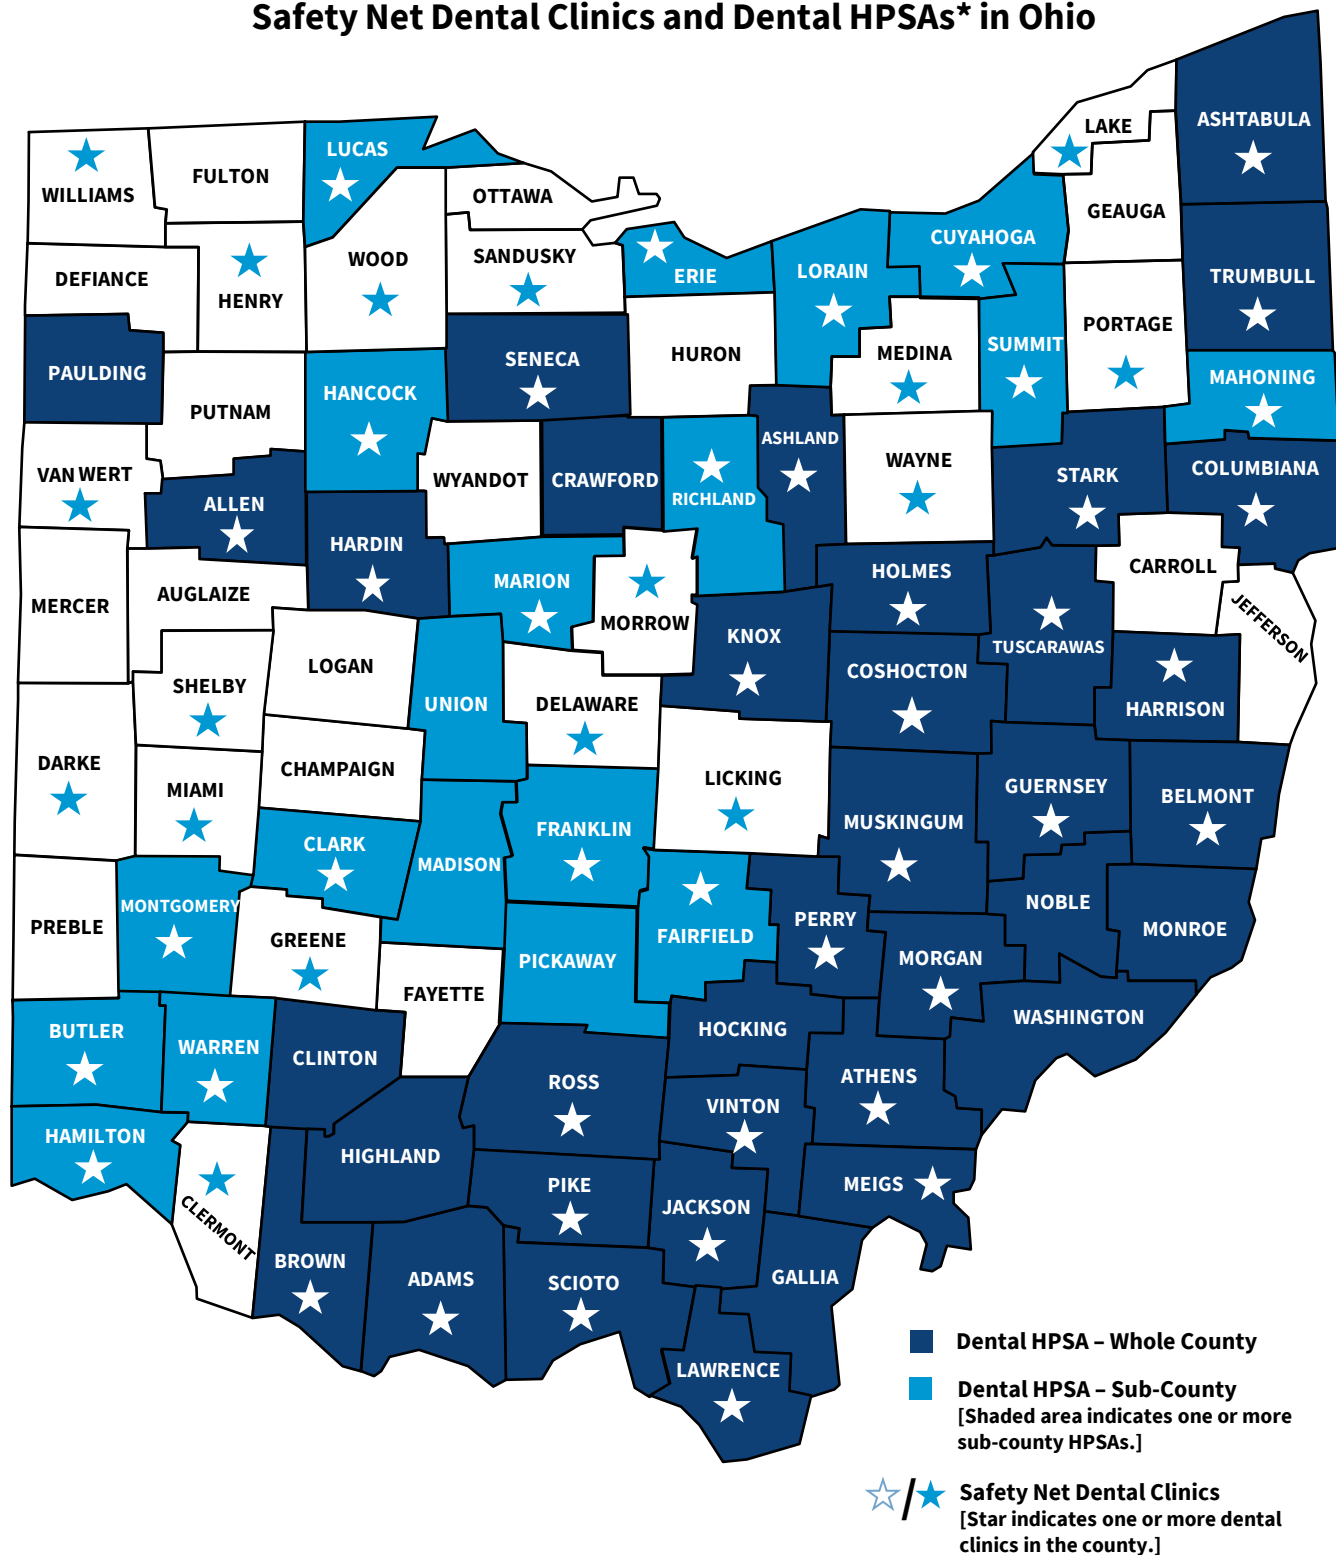 Safety Net Dental Clinics and Dental HPSAs* in Ohio
ASHTABULA
LAKE
LUCAS
FULTON
WILLIAMS
OTTAWA
GEAUGA
CUYAHOGA
WOOD
SANDUSKY
ERIE
LORAIN
TRUMBULL
DEFIANCE
HENRY
PORTAGE
SUMMIT
HURON
MEDINA
SENECA
PAULDING
MAHONING
HANCOCK
PUTNAM
ASHLAND
WAYNE
COLUMBIANA
VAN WERT
STARK
WYANDOT
CRAWFORD
RICHLAND
ALLEN
HARDIN
CARROLL
HOLMES
MARION
AUGLAIZE
MERCER
JEFFERSON
MORROW
KNOX
TUSCARAWAS
LOGAN
COSHOCTON
SHELBY
UNION
DELAWARE
HARRISON
DARKE
CHAMPAIGN
LICKING
GUERNSEY
MIAMI
BELMONT
MUSKINGUM
FRANKLIN
CLARK
MADISON
NOBLE
MONTGOMERY
PERRY
PREBLE
MONROE
GREENE
FAIRFIELD
PICKAWAY
MORGAN
FAYETTE
WASHINGTON
HOCKING
BUTLER
WARREN
CLINTON
ATHENS
ROSS
VINTON
HAMILTON
HIGHLAND
PIKE
MEIGS
JACKSON
CLERMONT
BROWN
ADAMS
SCIOTO
GALLIA
LAWRENCE
Dental HPSA – Whole County
Dental HPSA – Sub-County
[Shaded area indicates one or more
sub-county HPSAs.]
/
Safety Net Dental Clinics
[Star indicates one or more dental
clinics in the county.]